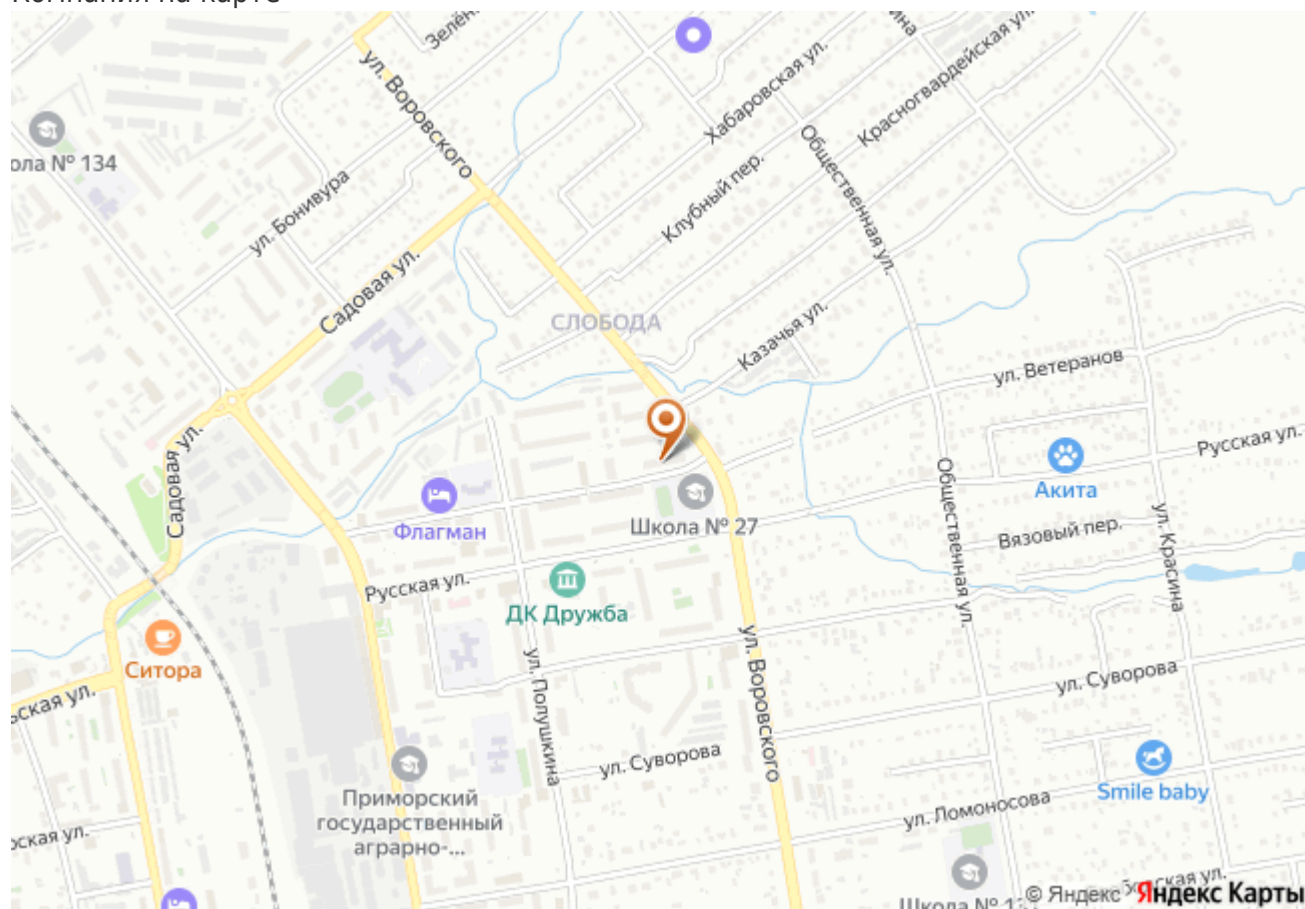 Компания на карте
ул. Воровского
Хабаровская ул.
Красногвардейская ул.
Клубный пер.
Общественная ул.
ул. Бонивура
Садовая ул.
СЛОБОДА
Казачья ул.
ул. Ветеранов
Русская ул.
Акита
Садовая ул.
Флагман
Школа № 27
Общественная ул.
Вязовый пер.
ул. Красина
Русская ул.
ДК Дружба
Ситора
ул. Полушкина
ул. Воровского
ул. Суворова
ул. Суворова
Smile baby
Приморский
государственный
аграрно-...
ул. Ломоносова
© Яндекс Яндекс Карты